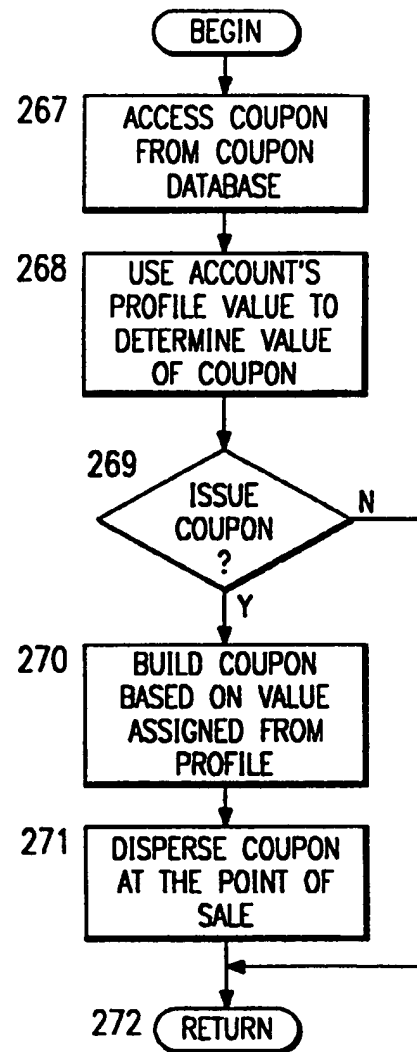 BEGIN
267
ACCESS COUPON
FROM COUPON
DATABASE
268
USE ACCOUNT'S
PROFILE VALUE TO
DETERMINE VALUE
OF COUPON
269
ISSUE
COUPON
?
N
Y
270
BUILD COUPON
BASED ON VALUE
ASSIGNED FROM
PROFILE
271
DISPERSE COUPON
AT THE POINT OF
SALE
272
RETURN